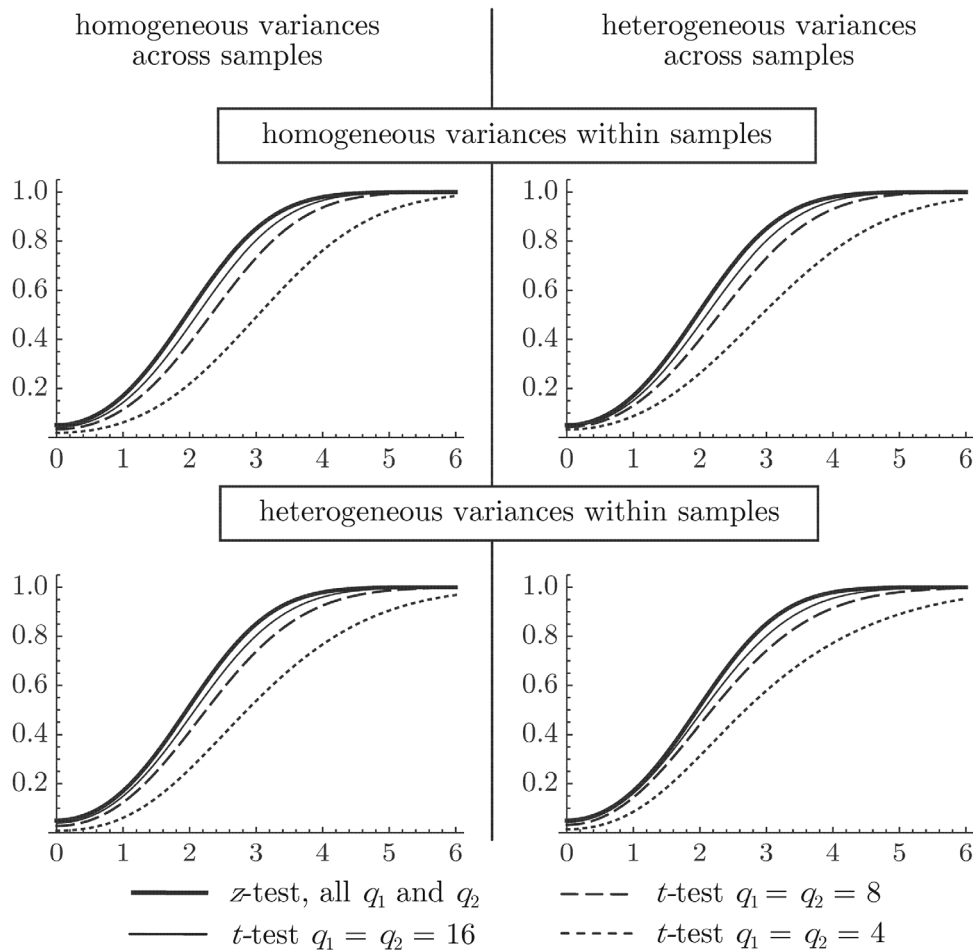 homogeneous variances
across samples
heterogeneous variances
across samples
homogeneous variances within samples
1.0
0.8
0.6
0.4
0.2
0 1 2 3 4 5 6
1.0
0.8
0.6
0.4
0.2
0 1 2 3 4 5 6
heterogeneous variances within samples
1.0
0.8
0.6
0.4
0.2
0 1 2 3 4 5 6
1.0
0.8
0.6
0.4
0.2
0 1 2 3 4 5 6
z-test, all q₁ and q₂
t-test q₁ = q₂ = 16
t-test q₁ = q₂ = 8
t-test q₁ = q₂ = 4